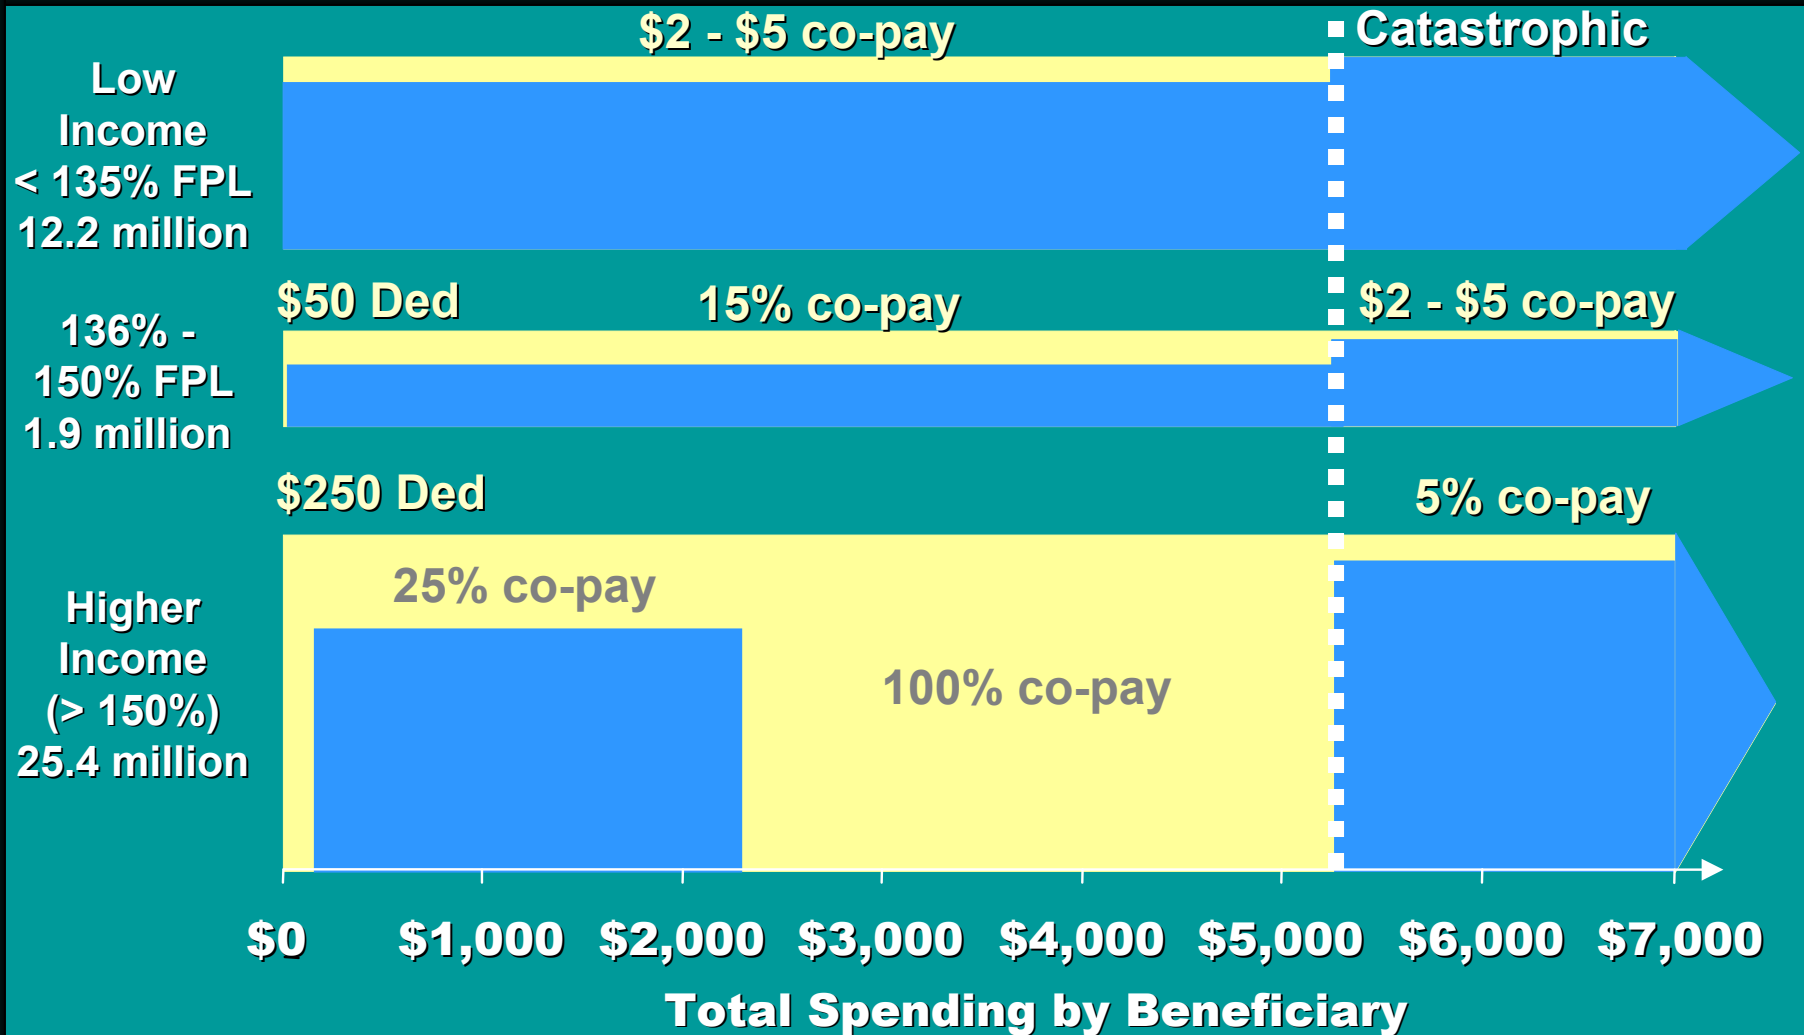 $2 - $5 co-pay
Catastrophic
Low
Income
< 135% FPL
12.2 million
$50 Ded
15% co-pay
$2 - $5 co-pay
136% -
150% FPL
1.9 million
$250 Ded
5% co-pay
25% co-pay
100% co-pay
Higher
Income
(> 150%)
25.4 million
$0 $1,000 $2,000 $3,000 $4,000 $5,000 $6,000 $7,000
Total Spending by Beneficiary